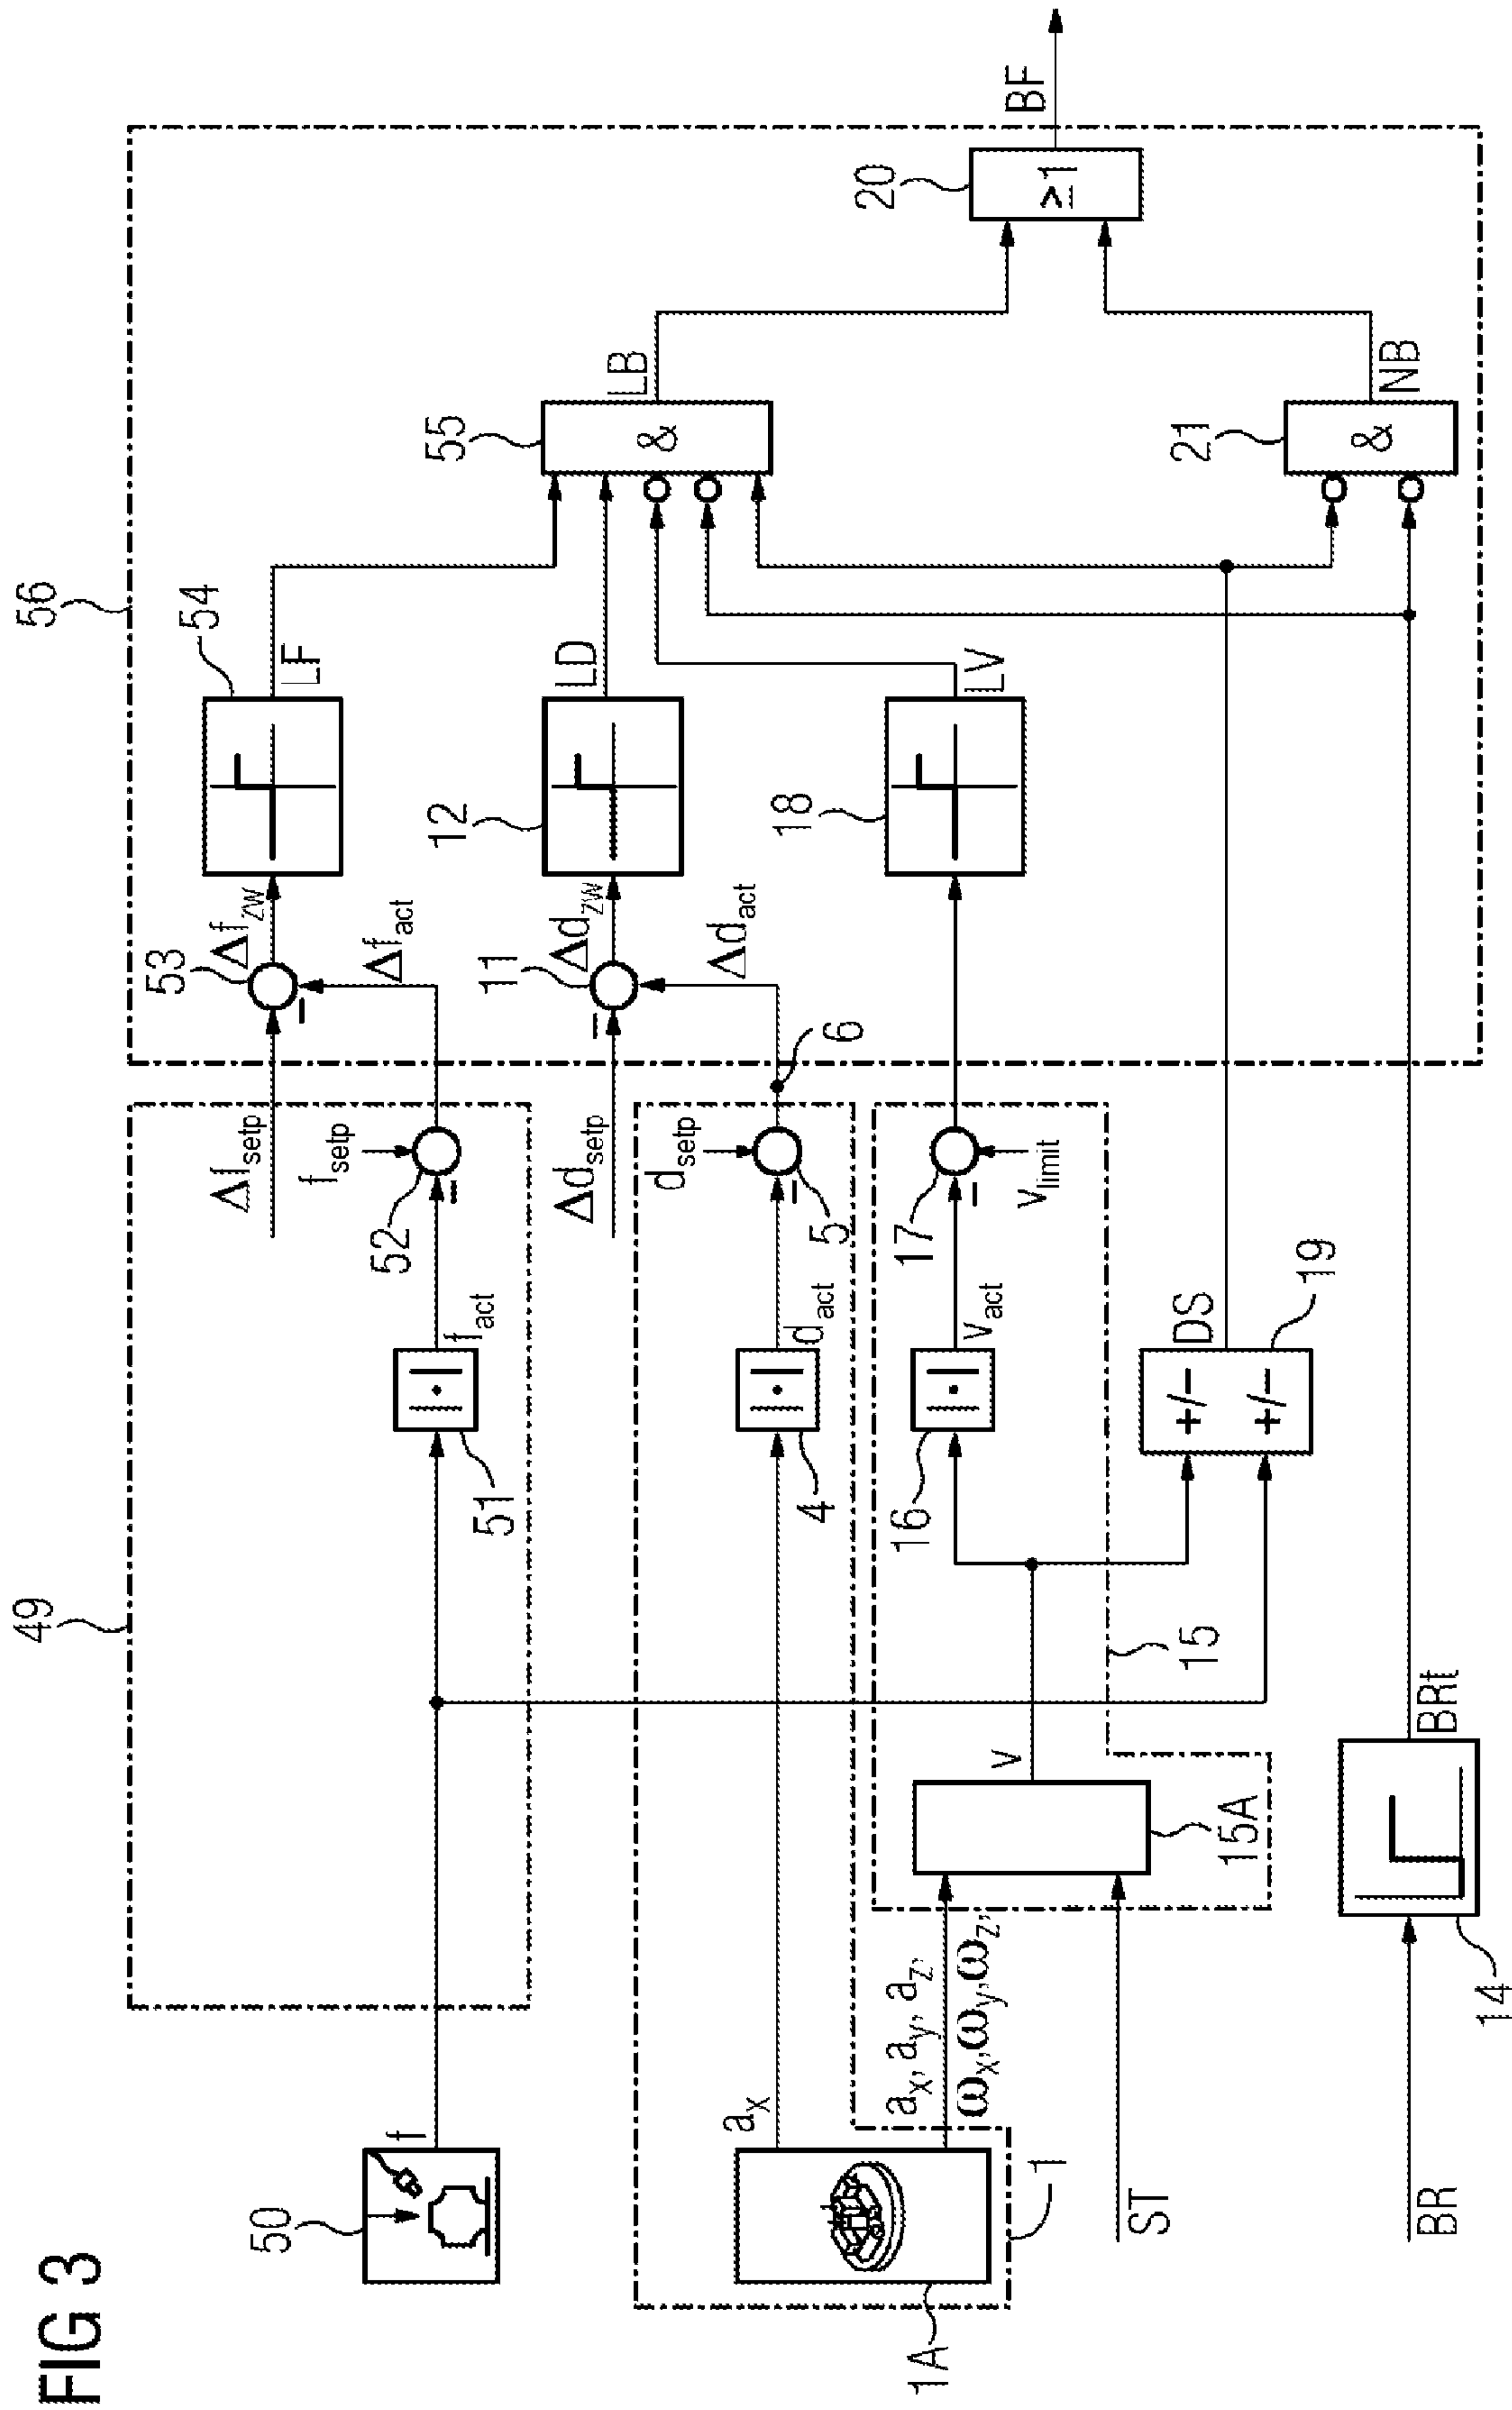 FIG 3
49
56
50
f
51
f_act
52
f_setp
Δf_setp
53
Δf_zw
Δf_act
54
LF
1A
1
a_x
4
d_act
5
d_setp
6
Δd_setp
11
Δd_zw
Δd_act
12
LD
a_x, a_y, a_z,
ω_x,ω_y,ω_z,
ST
15A
15
v
16
v_act
17
v_limit
18
LV
+/−
+/−
19
DS
BR
14
BRt
55
&
LB
21
&
NB
20
≥1
BF